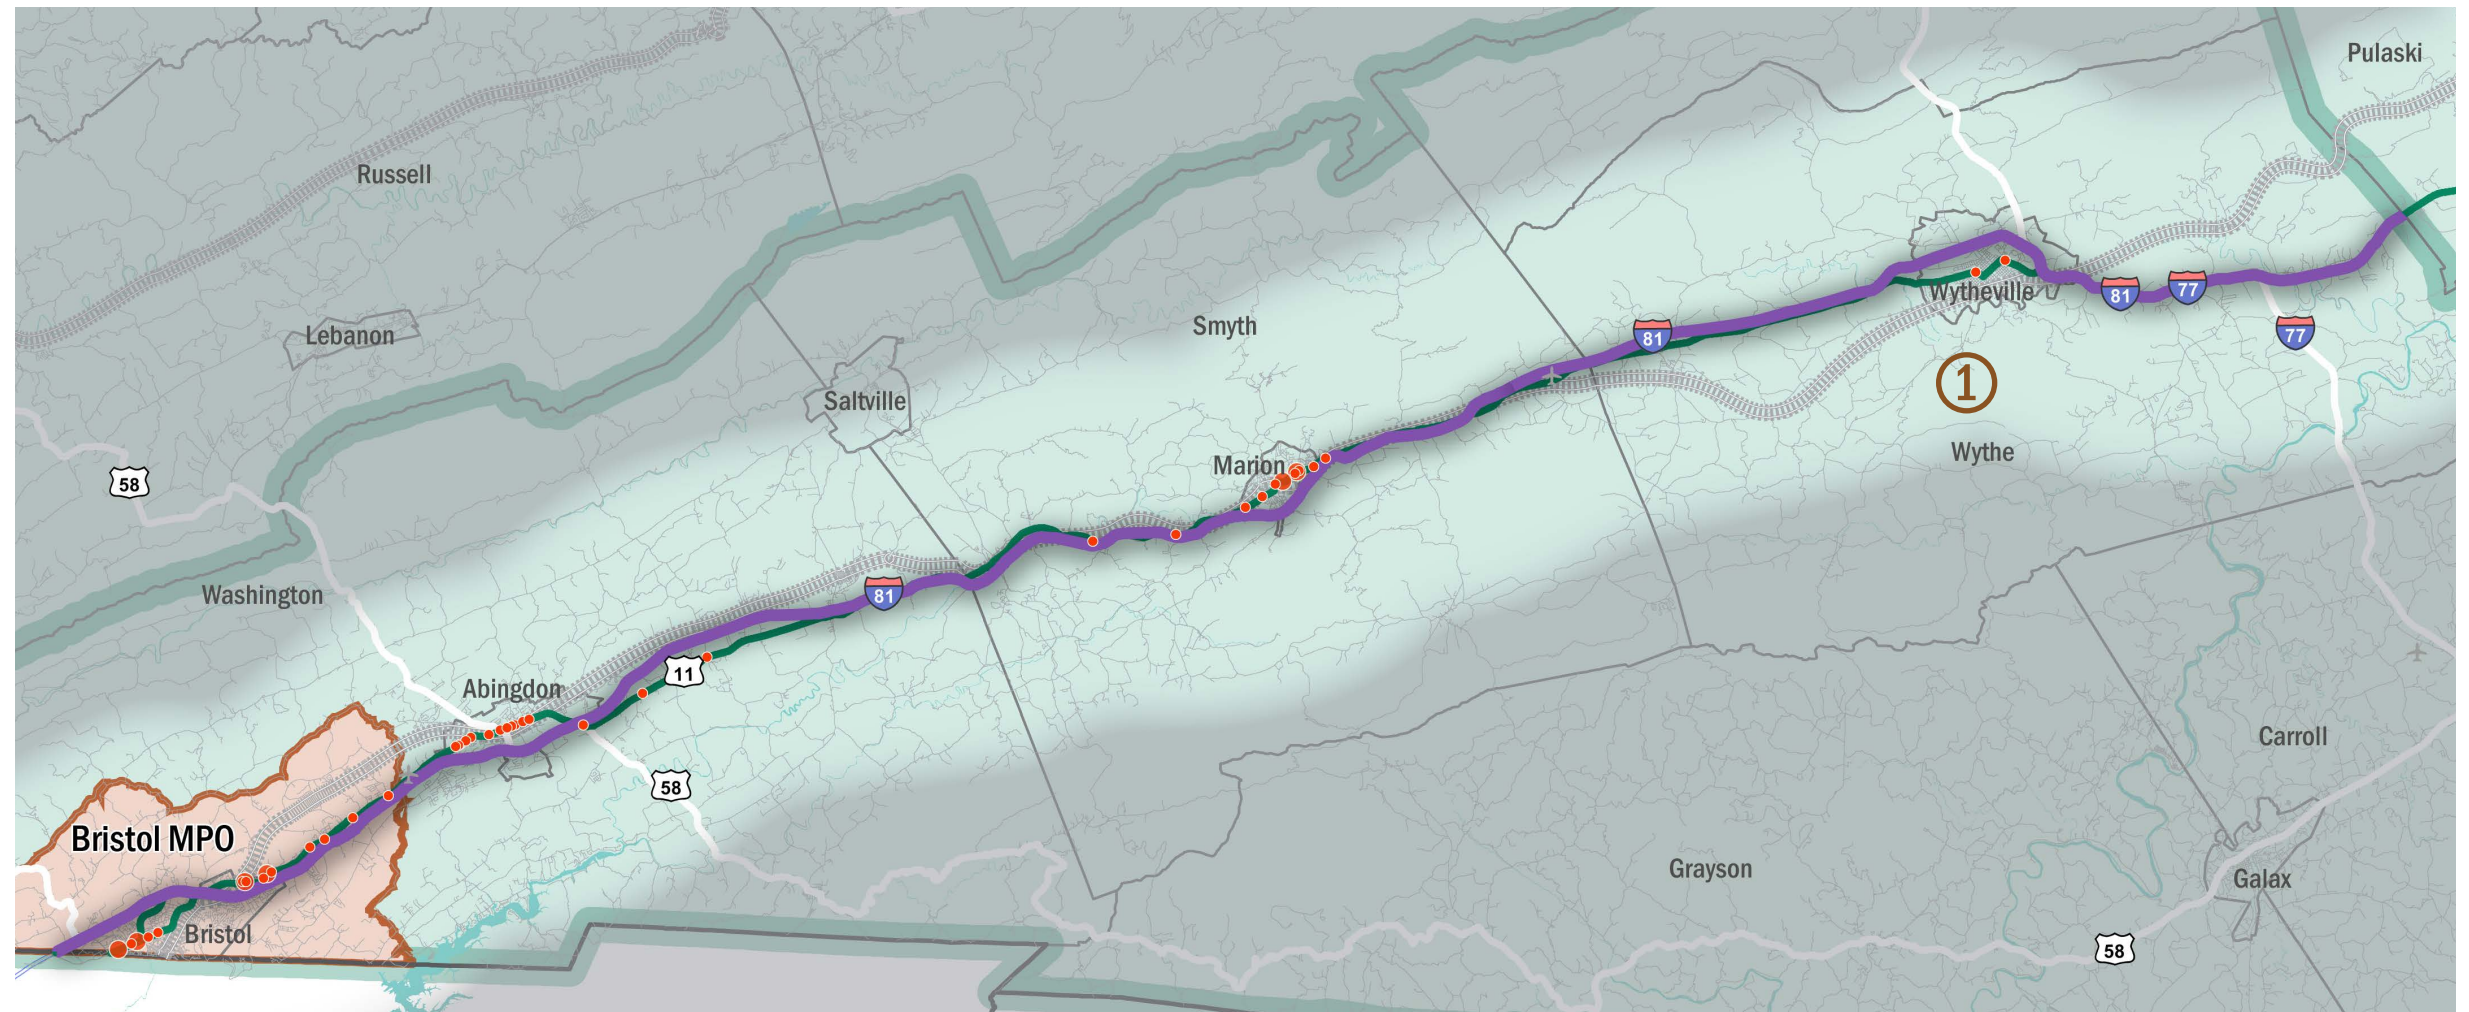 Pulaski
Russell
81
77
Wytheville
Lebanon
Smyth
81
77
1
Saltville
Wythe
Marion
58
Washington
81
11
Abingdon
58
Carroll
Bristol MPO
Grayson
Galax
Bristol
58